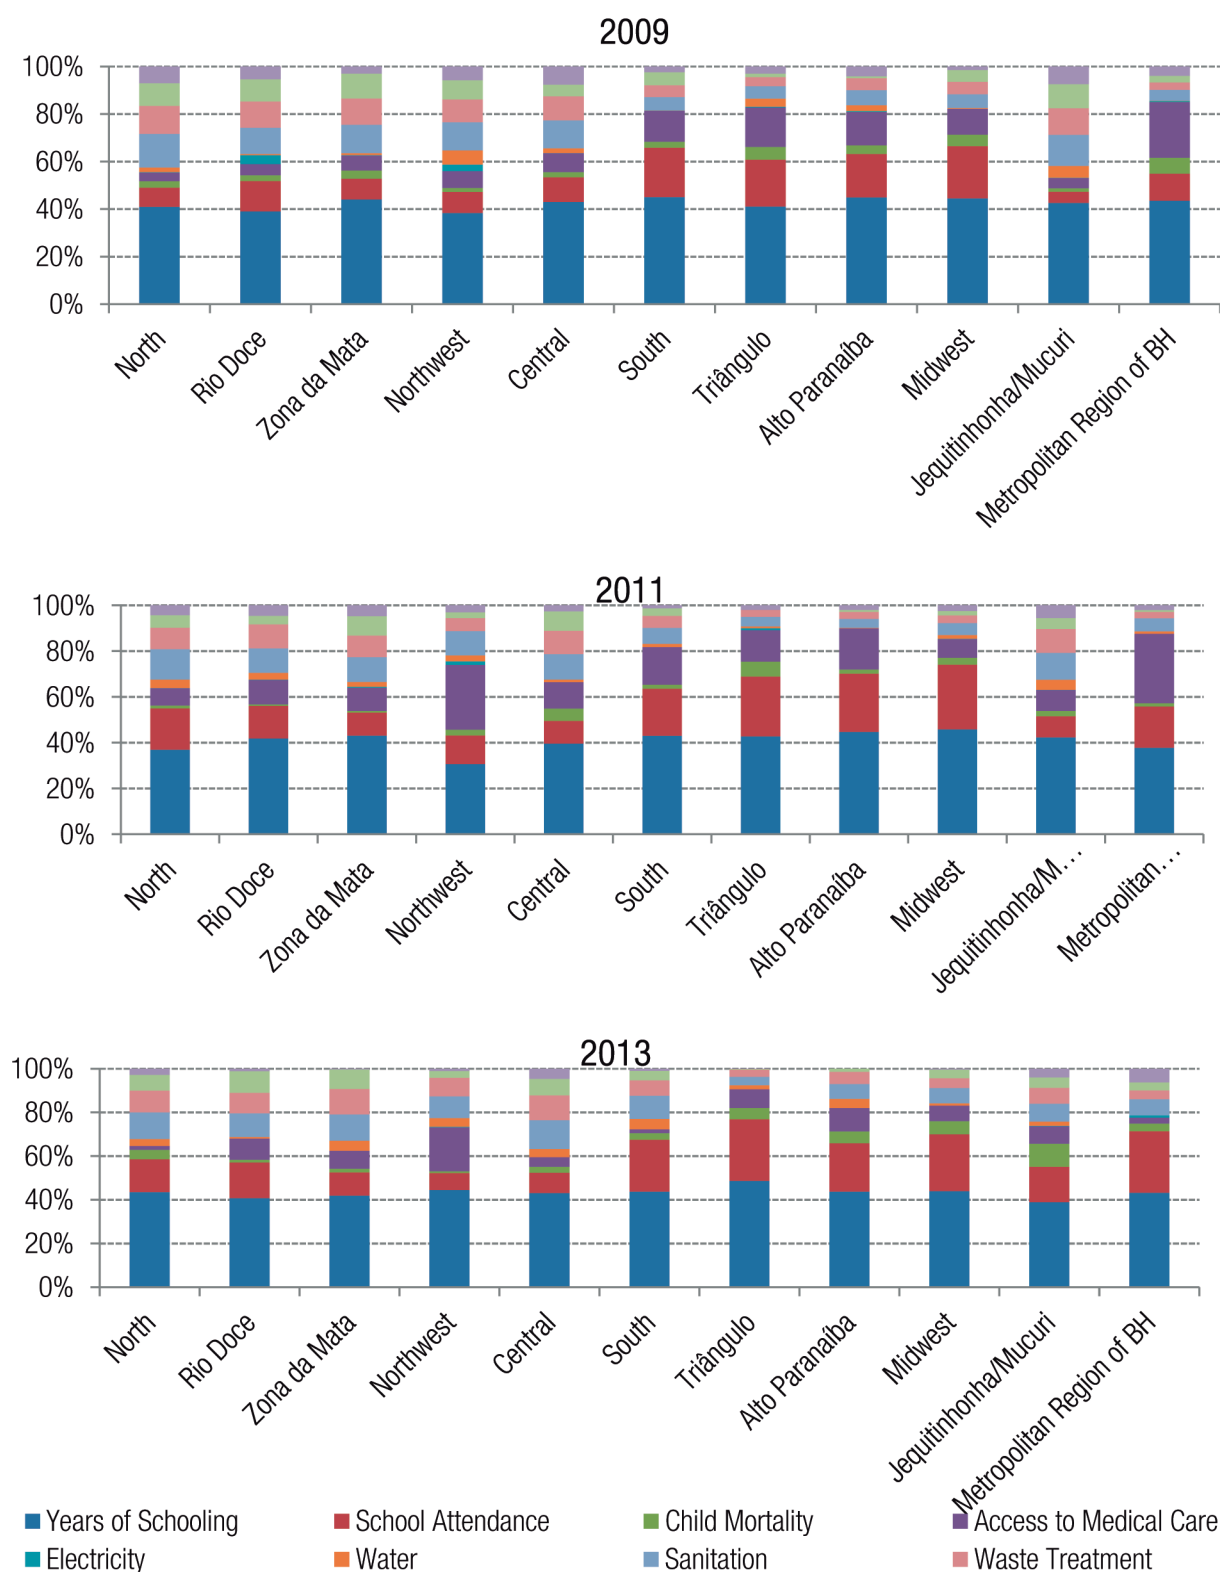 2009
100%
80%
60%
40%
20%
0%
North
Rio Doce
Zona da Mata
Northwest
Central
South
Triângulo
Alto Paranaíba
Midwest
Jequitinhonha/Mucuri
Metropolitan Region of BH
2011
100%
80%
60%
40%
20%
0%
North
Rio Doce
Zona da Mata
Northwest
Central
South
Triângulo
Alto Paranaíba
Midwest
Jequitinhonha/M...
Metropolitan...
2013
100%
80%
60%
40%
20%
0%
North
Rio Doce
Zona da Mata
Northwest
Central
South
Triângulo
Alto Paranaíba
Midwest
Jequitinhonha/Mucuri
Metropolitan Region of BH
Years of Schooling School Attendance Child Mortality Access to Medical Care
Electricity Water Sanitation Waste Treatment